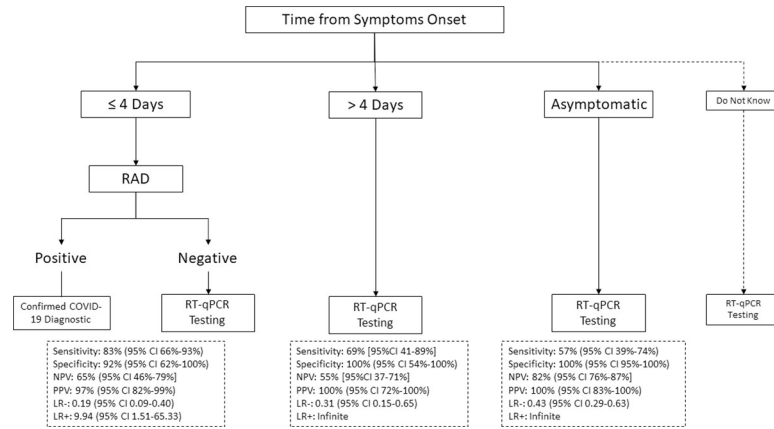 Time from Symptoms Onset
≤ 4 Days
> 4 Days
Asymptomatic
Do Not Know
RAD
Positive
Negative
Confirmed COVID-
19 Diagnostic
RT-qPCR
Testing
RT-qPCR
Testing
RT-qPCR
Testing
RT-qPCR
Testing
Sensitivity: 83% (95% CI 66%-93%)
Specificity: 92% (95% CI 62%-100%)
NPV: 65% (95% CI 46%-79%]
PPV: 97% (95% CI 82%-99%)
LR-: 0.19 (95% CI 0.09-0.40)
LR+: 9.94 (95% CI 1.51-65.33)
Sensitivity: 69% [95%CI 41-89%]
Specificity: 100% (95% CI 54%-100%)
NPV: 55% [95%CI 37-71%]
PPV: 100% (95% CI 72%-100%)
LR-: 0.31 (95% CI 0.15-0.65)
LR+: Infinite
Sensitivity: 57% (95% CI 39%-74%)
Specificity: 100% (95% CI 95%-100%)
NPV: 82% (95% CI 76%-87%]
PPV: 100% (95% CI 83%-100%)
LR-: 0.43 (95% CI 0.29-0.63)
LR+: Infinite